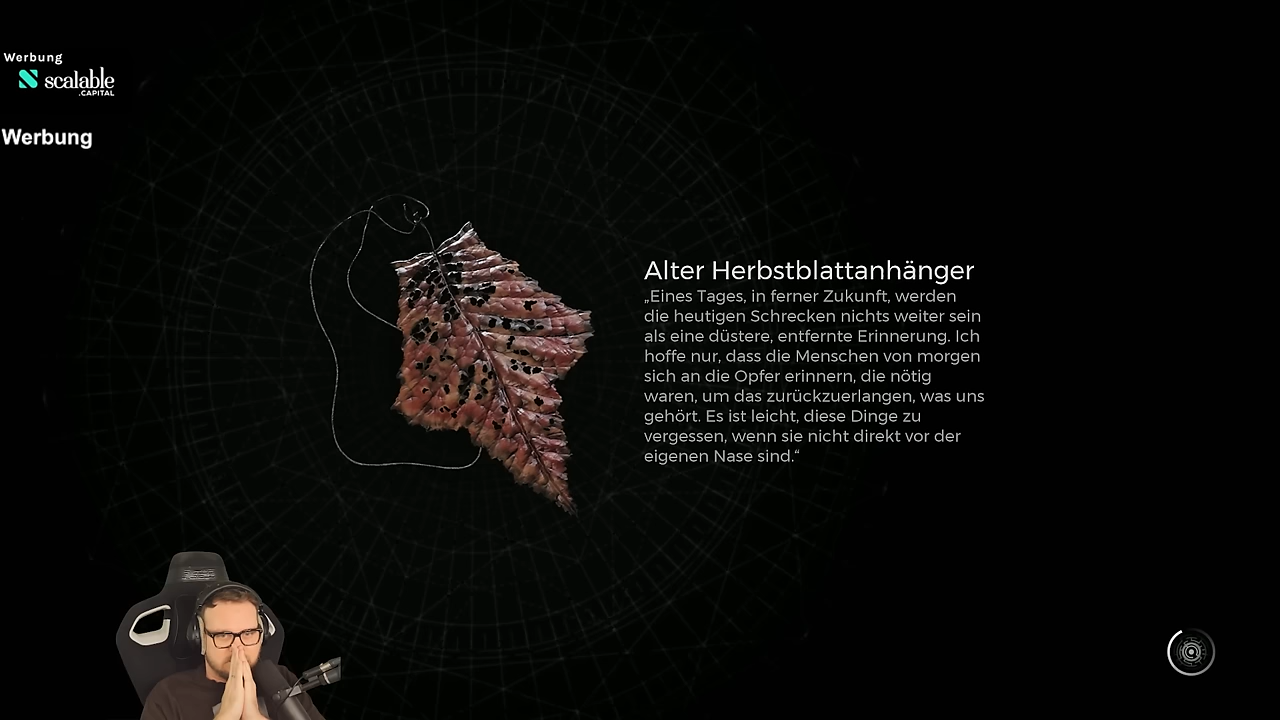 Werbung
scalable
.CAPITAL
Werbung
Alter Herbstblattanhänger
„Eines Tages, in ferner Zukunft, werden
die heutigen Schrecken nichts weiter sein
als eine düstere, entfernte Erinnerung. Ich
hoffe nur, dass die Menschen von morgen
sich an die Opfer erinnern, die nötig
waren, um das zurückzuerlangen, was uns
gehört. Es ist leicht, diese Dinge zu
vergessen, wenn sie nicht direkt vor der
eigenen Nase sind.“